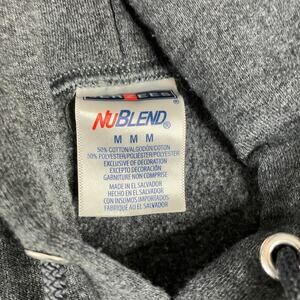 NUBLEND®
M M M
50% COTTON/ALGODÓN/COTON
50% POLYESTER/POLIÉSTER/POLYESTER
EXCLUSIVE OF DECORATION
EXCEPTO DECORACIÓN
GARNITURE NON COMPRISE
MADE IN EL SALVADOR
HECHO EN EL SALVADOR
CON INSUMOS IMPORTADOS
FABRIQUÉ AU EL SALVADOR